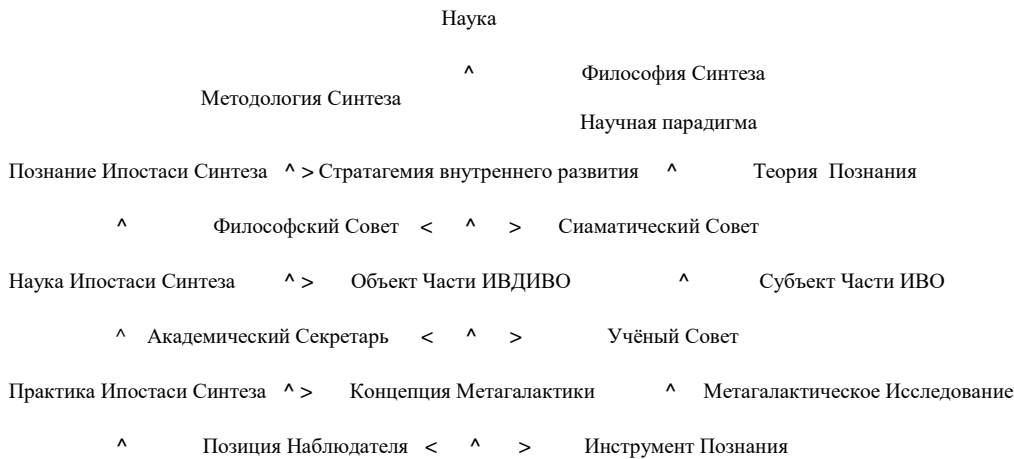 Наука
^ Философия Синтеза
Методология Синтеза
Научная парадигма
Познание Ипостаси Синтеза ^ > Стратагемия внутреннего развития ^ Теория Познания
^ Философский Совет < ^ > Сиаматический Совет
Наука Ипостаси Синтеза ^ > Объект Части ИВДИВО ^ Субъект Части ИВО
^ Академический Секретарь < ^ > Учёный Совет
Практика Ипостаси Синтеза ^ > Концепция Метагалактики ^ Метагалактическое Исследование
^ Позиция Наблюдателя < ^ > Инструмент Познания